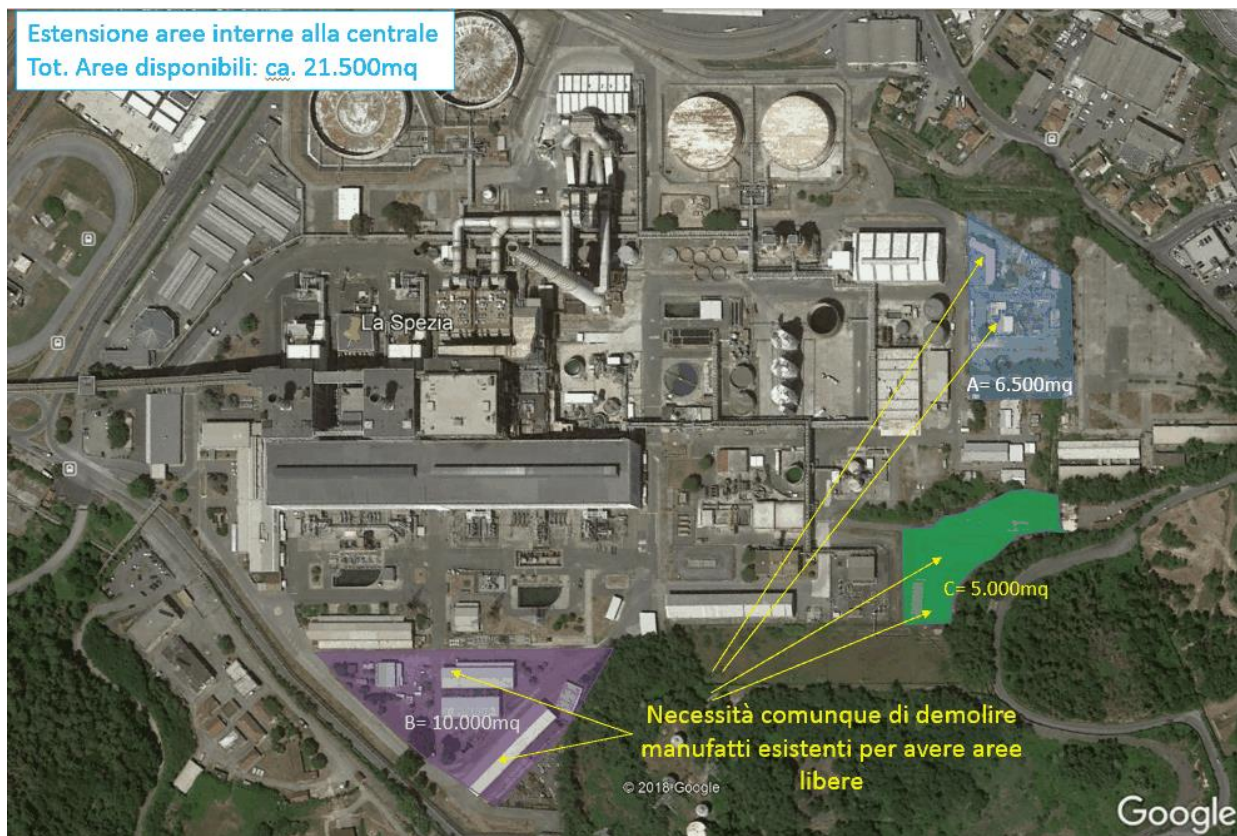 Estensione aree interne alla centrale
Tot. Aree disponibili: ca. 21.500mq
La Spezia
A= 6.500mq
C= 5.000mq
B= 10.000mq
Necessità comunque di demolire
manufatti esistenti per avere aree
libere
© 2018 Google
Google